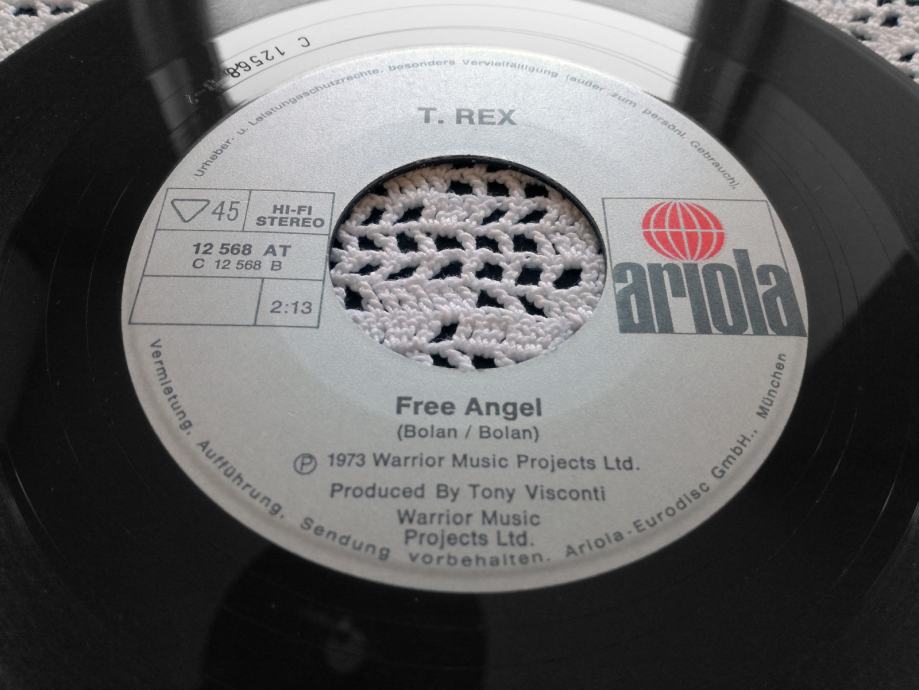 C 12568
Urheber- u. Leistungsschutzrechte, besonders Vervielfältigung (außer zum persönl. Gebrauch),
T. REX
45
HI-FI
STEREO
12 568 AT
C 12 568 B
2:13
ariola
Free Angel
(Bolan / Bolan)
Ⓟ 1973 Warrior Music Projects Ltd.
Produced By Tony Visconti
Warrior Music
Projects Ltd.
Vermietung, Aufführung, Sendung vorbehalten. Ariola-Eurodisc GmbH., München